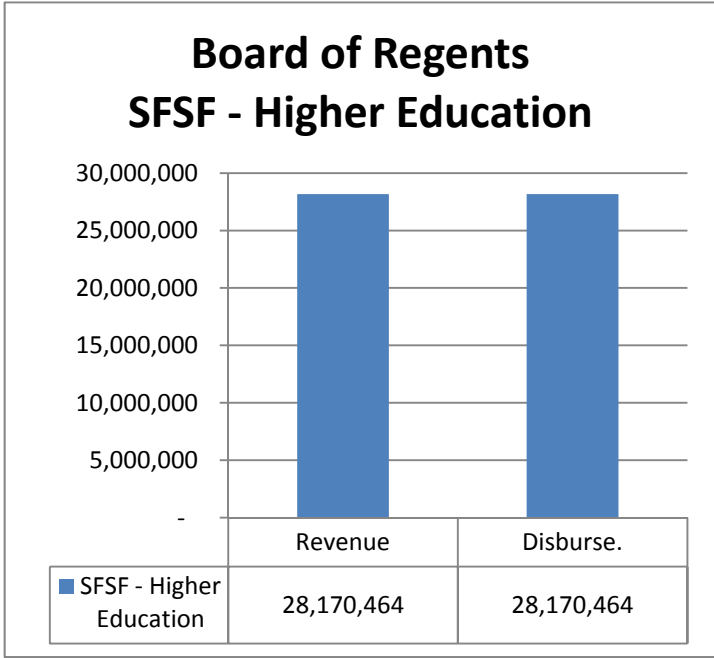 Board of Regents
SFSF - Higher Education
30,000,000
25,000,000
20,000,000
15,000,000
10,000,000
5,000,000
-
Revenue Disburse.
SFSF - Higher
Education
28,170,464 28,170,464